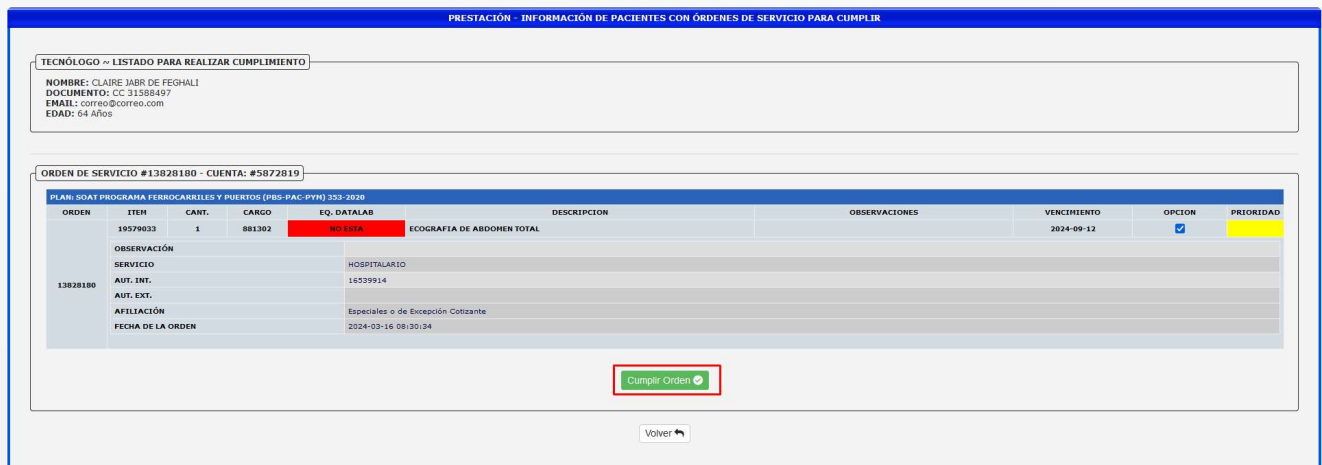 PRESTACIÓN - INFORMACIÓN DE PACIENTES CON ÓRDENES DE SERVICIO PARA CUMPLIR
TECNÓLOGO ~ LISTADO PARA REALIZAR CUMPLIMIENTO
NOMBRE: CLAIRE JABR DE FEGHALI
DOCUMENTO: CC 31588497
EMAIL: correo@correo.com
EDAD: 64 Años
ORDEN DE SERVICIO #13828180 - CUENTA: #5872819
PLAN: SOAT PROGRAMA FERROCARRILES Y PUERTOS (PBS-PAC-PYM) 353-2020
ORDEN ITEM CANT. CARGO EQ. DATALAB DESCRIPCION OBSERVACIONES VENCIMIENTO OPCION PRIORIDAD
19579033 1 881302 NO ESTA ECOGRAFIA DE ABDOMEN TOTAL 2024-09-12
OBSERVACIÓN
SERVICIO HOSPITALARIO
13828180 AUT. INT. 16539914
AUT. EXT.
AFILIACIÓN Especiales o de Excepción Cotizante
FECHA DE LA ORDEN 2024-03-16 08:30:34
Cumplir Orden
Volver